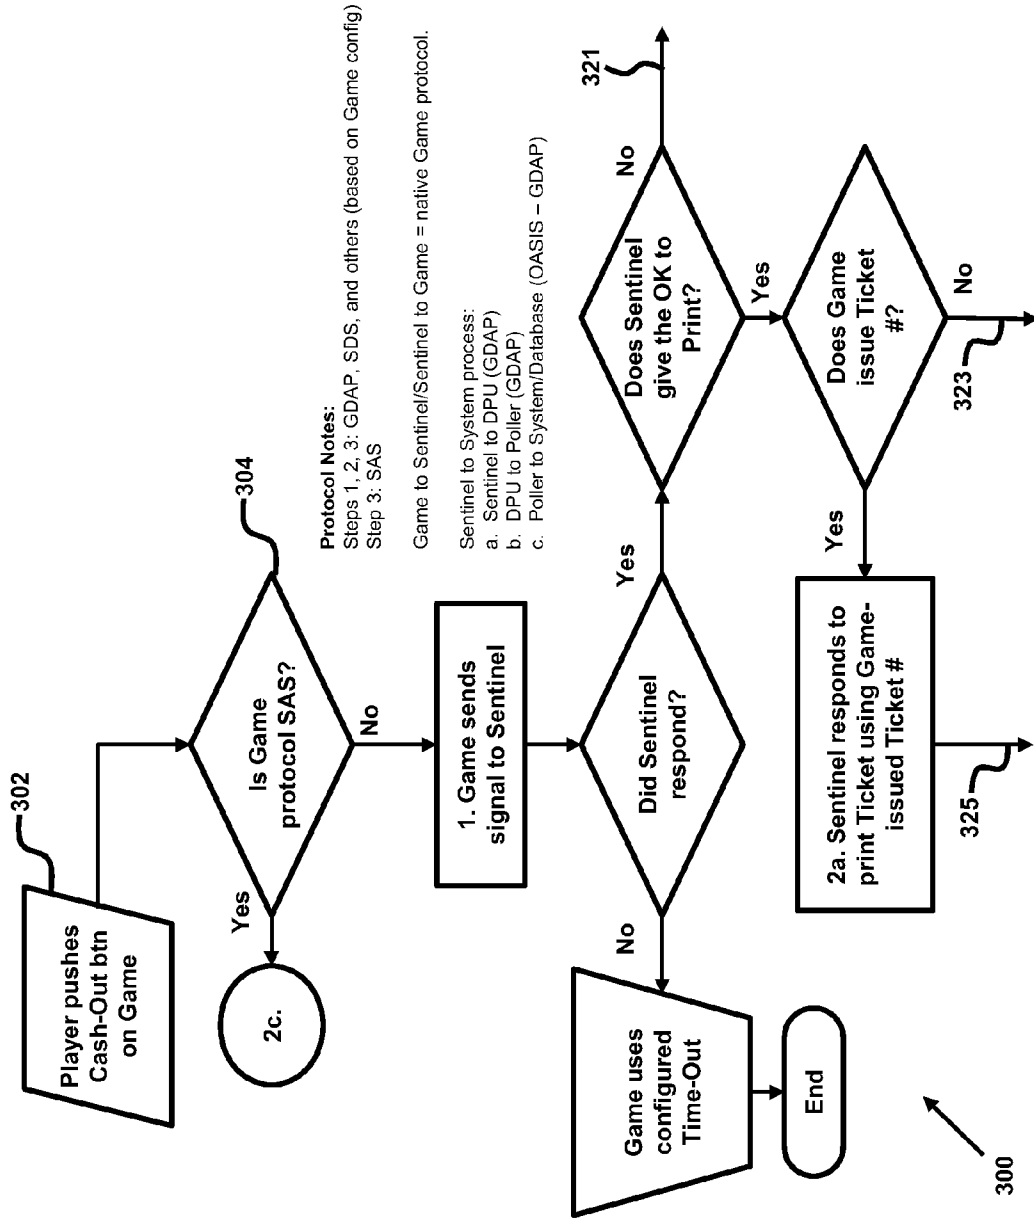 Player pushes
Cash-Out btn
on Game
302
Is Game
protocol SAS?
304
Yes
2c.
No
Protocol Notes:
Steps 1, 2, 3: GDAP, SDS, and others (based on Game config)
Step 3: SAS
Game to Sentinel/Sentinel to Game = native Game protocol.
Sentinel to System process:
a. Sentinel to DPU (GDAP)
b. DPU to Poller (GDAP)
c. Poller to System/Database (OASIS – GDAP)
1. Game sends
signal to Sentinel
Did Sentinel
respond?
No
Game uses
configured
Time-Out
End
Yes
Does Sentinel
give the OK to
Print?
No
321
Yes
Does Game
issue Ticket
#?
No
323
Yes
2a. Sentinel responds to
print Ticket using Game-
issued Ticket #
325
300